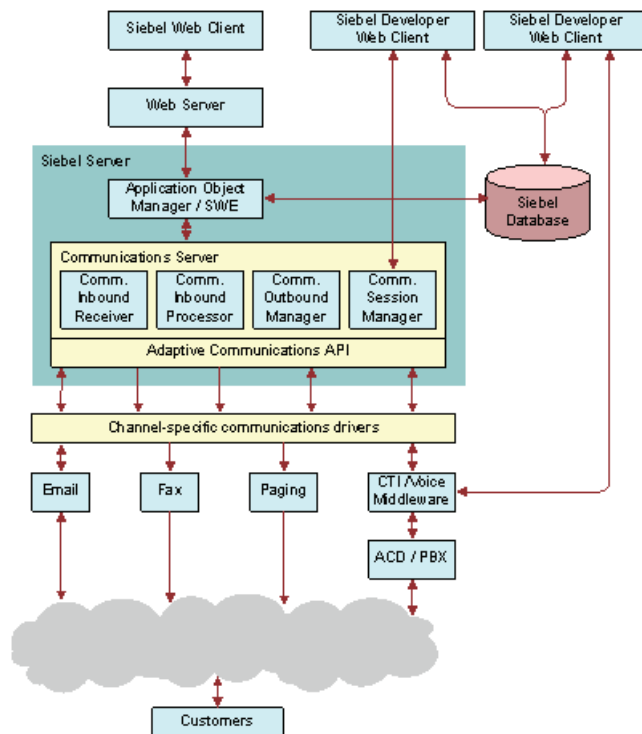 Siebel Web Client
Siebel Developer
Web Client
Siebel Developer
Web Client
Web Server
Siebel Server
Application Object
Manager / SWE
Siebel
Database
Communications Server
Comm.
Inbound
Receiver
Comm.
Inbound
Processor
Comm.
Outbound
Manager
Comm.
Session
Manager
Adaptive Communications API
Channel-specific communications drivers
Email
Fax
Paging
CTI /Voice
Middleware
ACD / PBX
Customers